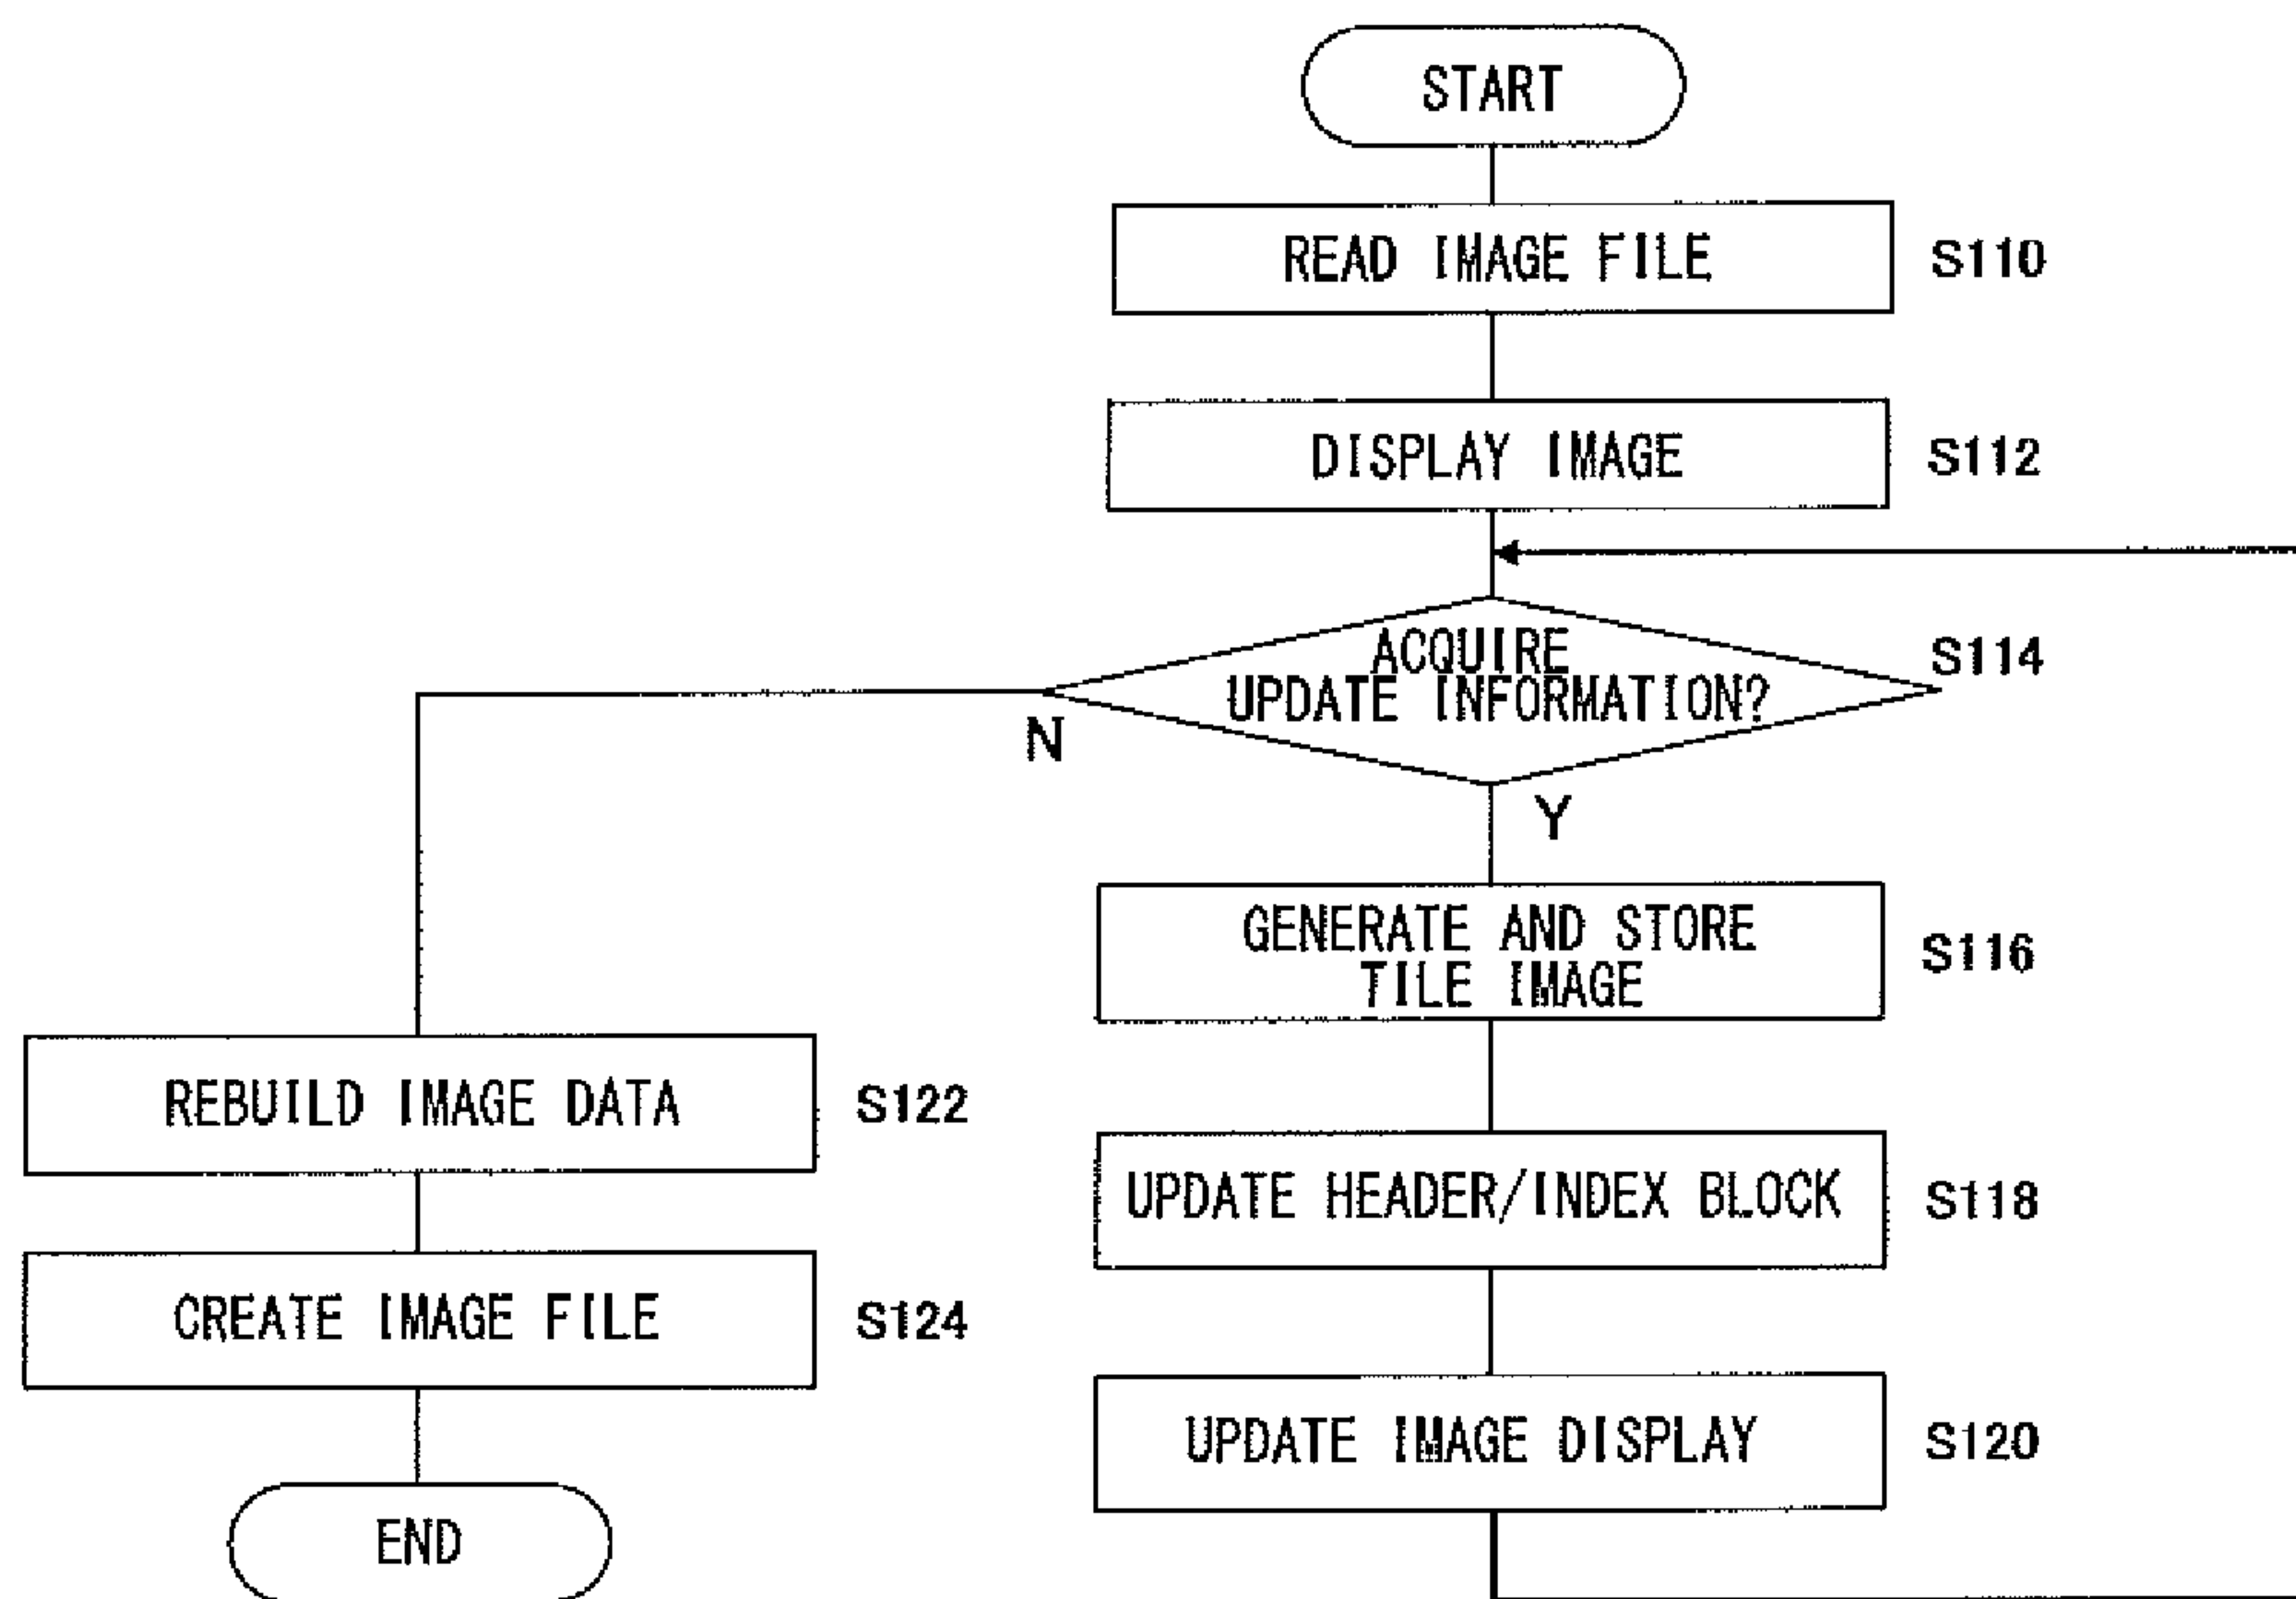 START
READ IMAGE FILE
S110
DISPLAY IMAGE
S112
ACQUIRE
UPDATE INFORMATION?
S114
N
Y
GENERATE AND STORE
TILE IMAGE
S116
REBUILD IMAGE DATA
S122
UPDATE HEADER/INDEX BLOCK
S118
CREATE IMAGE FILE
S124
UPDATE IMAGE DISPLAY
S120
END